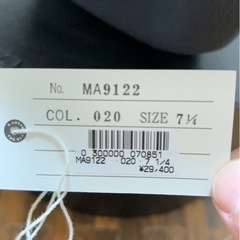 No. MA9122
COL. 020 SIZE 7¼
0 300000 070851
MA9122 020 7 1/4
¥29,400